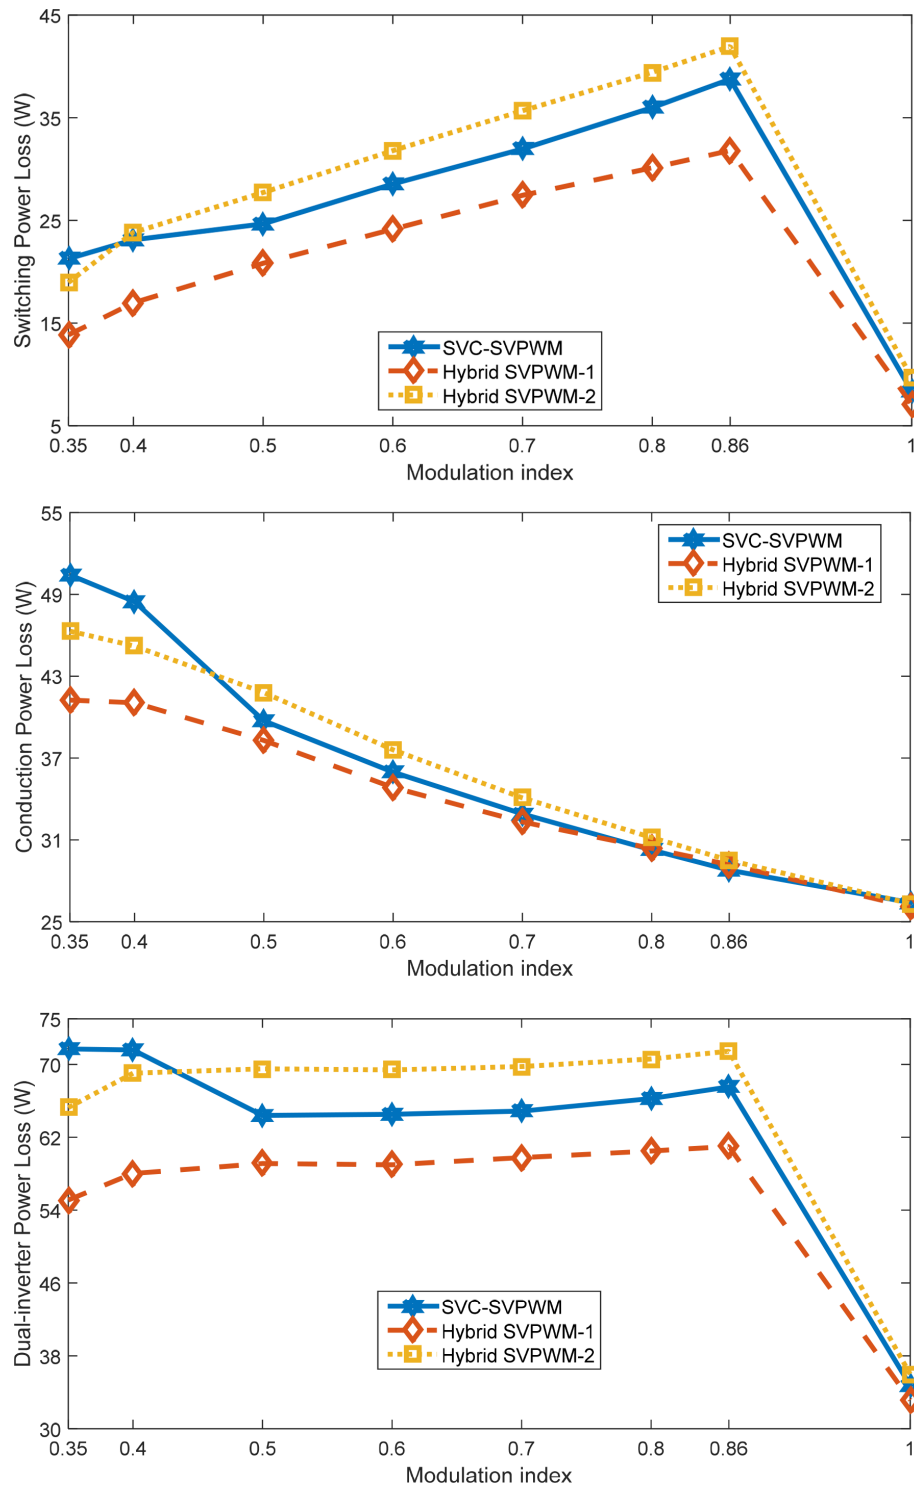 Switching Power Loss (W)
45
35
25
15
5
SVC-SVPWM
Hybrid SVPWM-1
Hybrid SVPWM-2
0.35 0.4 0.5 0.6 0.7 0.8 0.86 1
Modulation index
Conduction Power Loss (W)
55
49
43
37
31
25
SVC-SVPWM
Hybrid SVPWM-1
Hybrid SVPWM-2
0.35 0.4 0.5 0.6 0.7 0.8 0.86 1
Modulation index
Dual-inverter Power Loss (W)
75
70
62
54
46
38
30
SVC-SVPWM
Hybrid SVPWM-1
Hybrid SVPWM-2
0.35 0.4 0.5 0.6 0.7 0.8 0.86 1
Modulation index